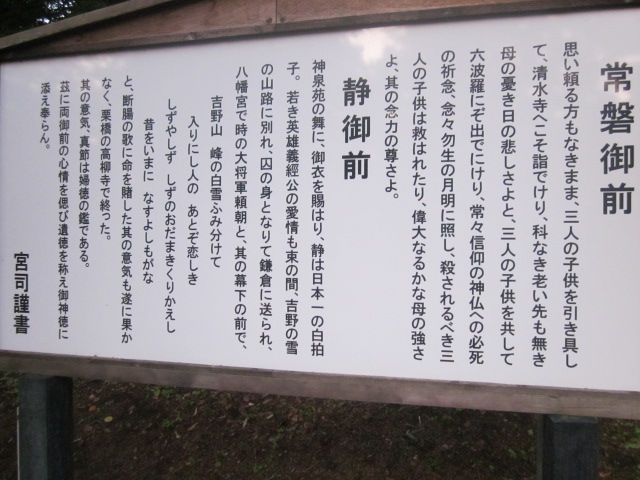 常磐御前
思い頼る方もなきまま、三人の子供を引き具し
て、清水寺へこそ詣でけり、科なき老い先も無き
母の憂き日の悲しさよと、三人の子供を共して
六波羅にぞ出でにけり、常々信仰の神仏への必死
の祈念、念々勿生の月明に照し、殺されるべき三
人の子供は救はれたり、偉大なるかな母の強さ
よ、其の念力の尊さよ。
静御前
神泉苑の舞に、御衣を賜はり、静は日本一の白拍
子。若き英雄義經公の愛情も束の間、吉野の雪
の山路に別れ、囚の身となりて鎌倉に送られ、
八幡宮で時の大将軍頼朝と、其の幕下の前で、
吉野山 峰の白雪ふみ分けて
入りにし人の あとぞ恋しき
しずやしず しずのおだまきくりかえし
昔をいまに なすよしもがな
と、断腸の歌に命を賭した其の意気も遂に果か
なく、栗橋の高柳寺で終った。
其の意気、真節は婦徳の鑑である。
茲に両御前の心情を偲び遺徳を称え御神徳に
添え奉らん。
宮司謹書